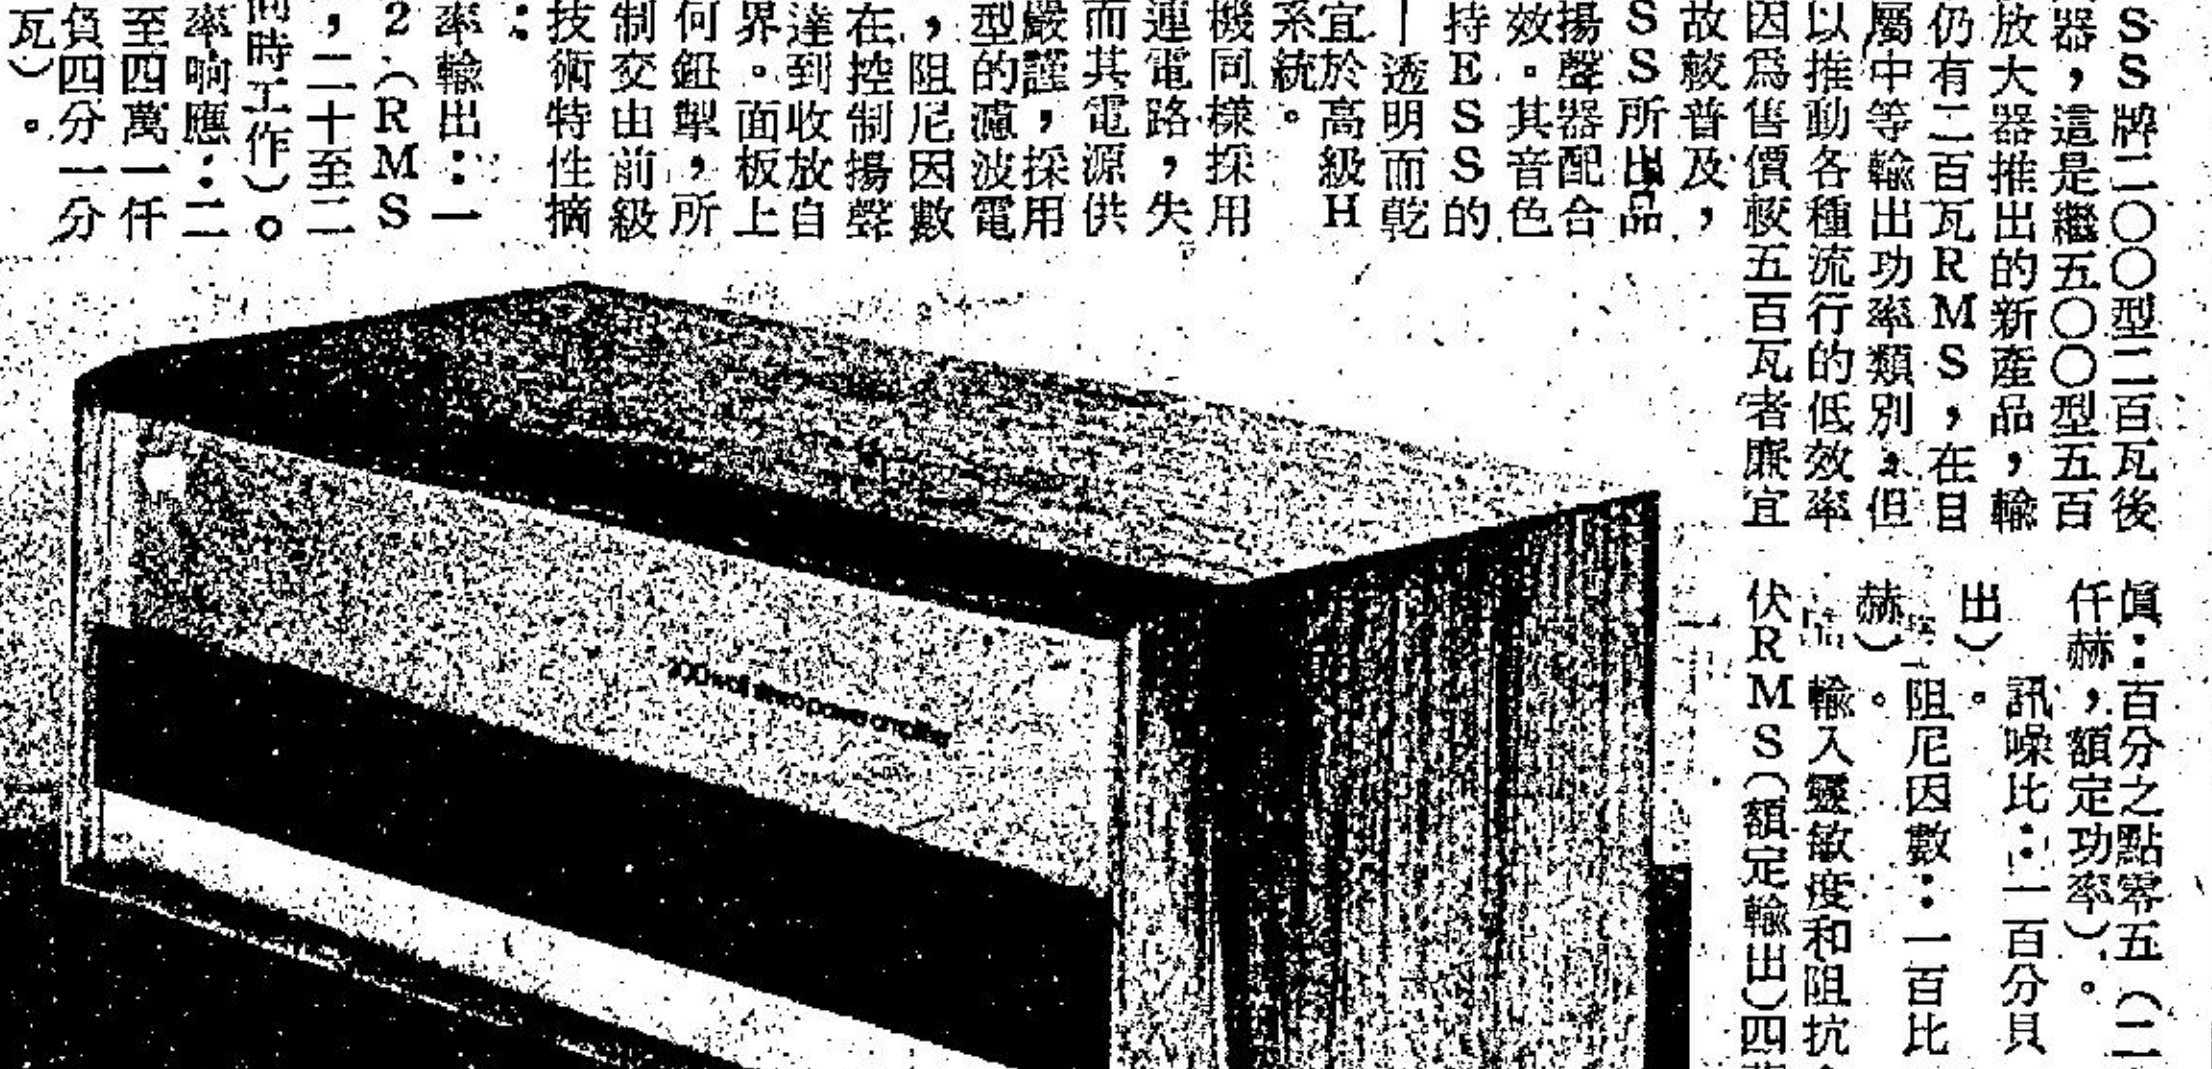 SS牌二〇〇型二百瓦後
器，這是繼五〇〇型五百
放大器推出的新產品，輸
仍有二百瓦RMS，在目
屬中等輸出功率類別，但
以推動各種流行的低效率
因爲售價較五百瓦者廉宜
故較普及，
SS所出品
揚聲器配合
效。其音色
持ESS的
—透明而乾
宜於高級H
系統。
機同樣採用
連電路，失
而其電源供
嚴謹，採用
型的濾波電
，阻尼因數
在控制揚聲
達到收放自
界。面板上
何鈕掣，所
制交由前級
技術特性摘
：
率輸出：一
2（RMS
，二十至二
同時工作）。
率响應：二
至四萬一仟
負四分一分
瓦）。
眞：百分之點零五（二
仟赫，額定功率）。
訊噪比：一百分貝
出）。
阻尼因數：一百比
赫）。
輸入靈敏度和阻抗
伏RMS（額定輸出）四